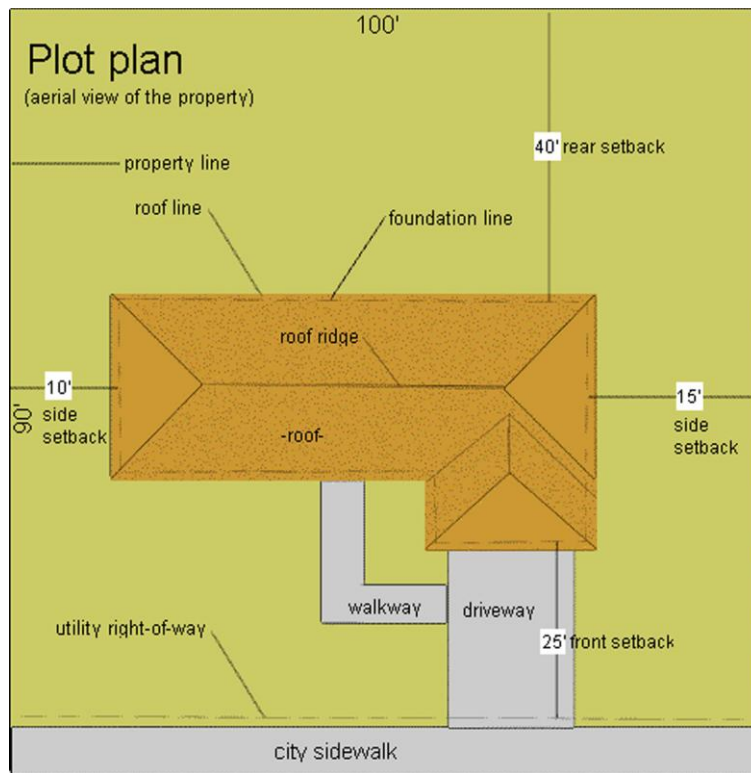 100'
Plot plan
(aerial view of the property)
40' rear setback
property line
roof line
foundation line
roof ridge
10'
side
setback
90'
15'
side
setback
-roof-
walkway
driveway
utility right-of-way
25' front setback
city sidewalk